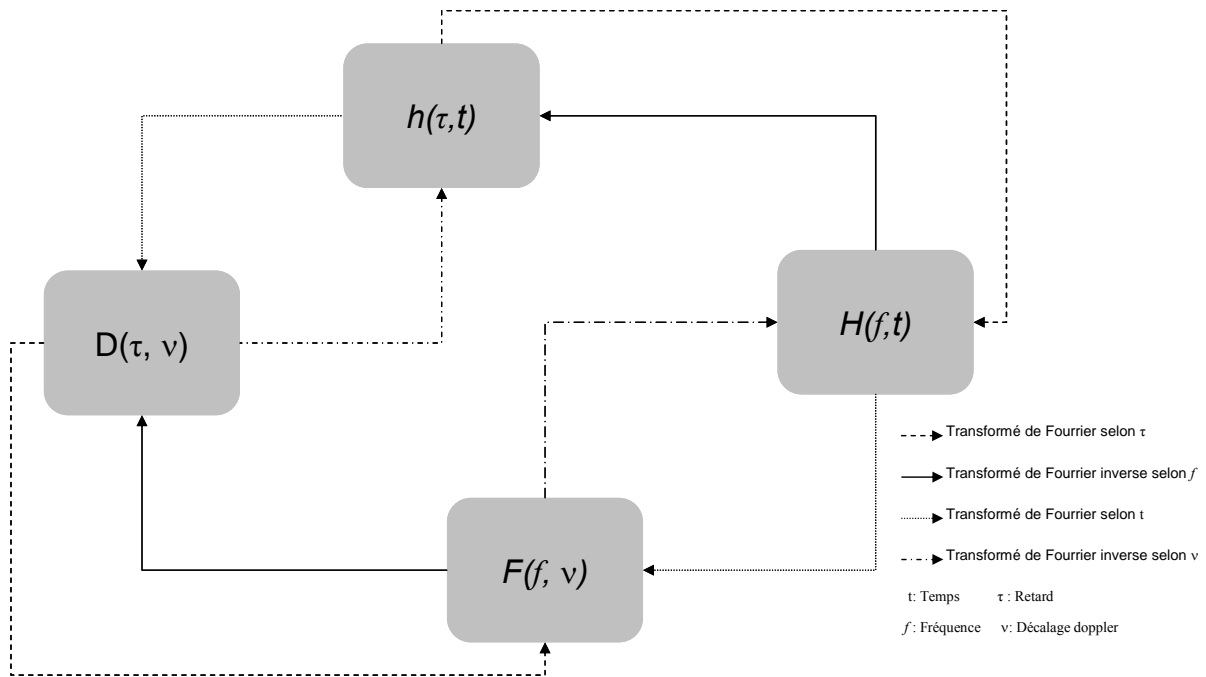 h(τ,t)
D(τ, ν)
H(f,t)
F(f, ν)
Transformé de Fourrier selon τ
Transformé de Fourrier inverse selon f
Transformé de Fourrier selon t
Transformé de Fourrier inverse selon ν
t: Temps τ : Retard
f : Fréquence ν: Décalage doppler